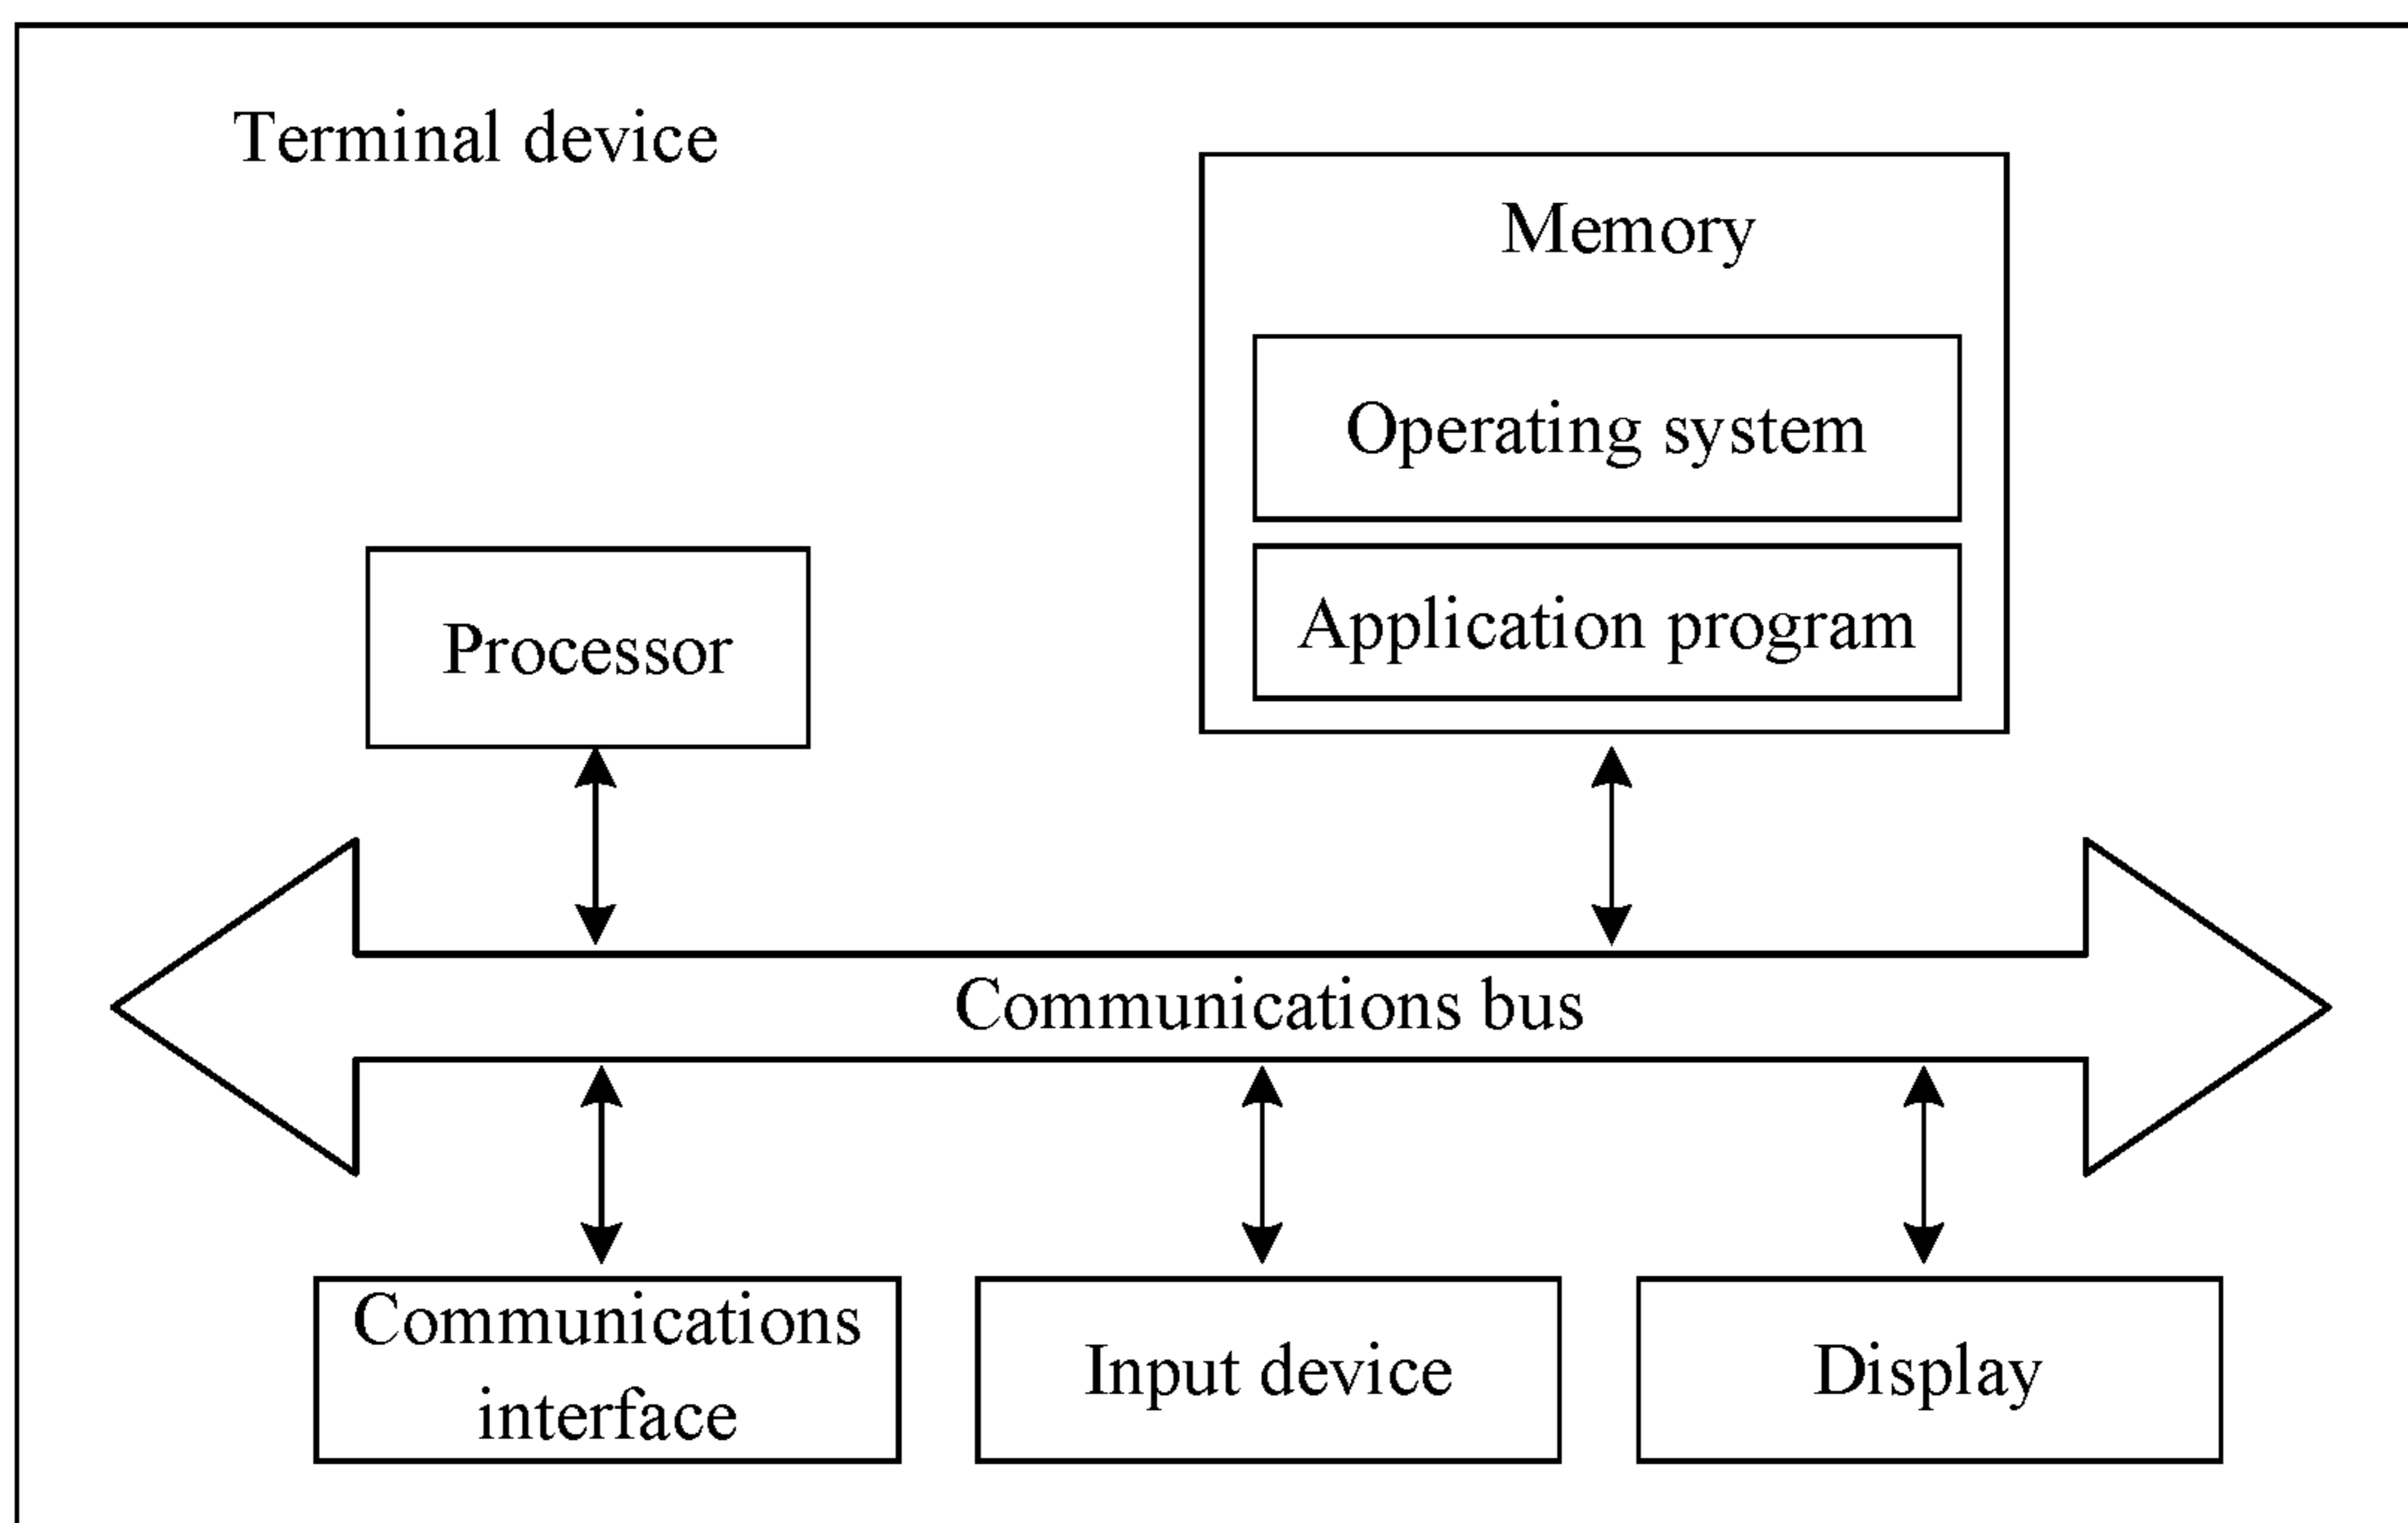 Terminal device
Memory
Operating system
Application program
Processor
Communications bus
Communications
interface
Input device
Display